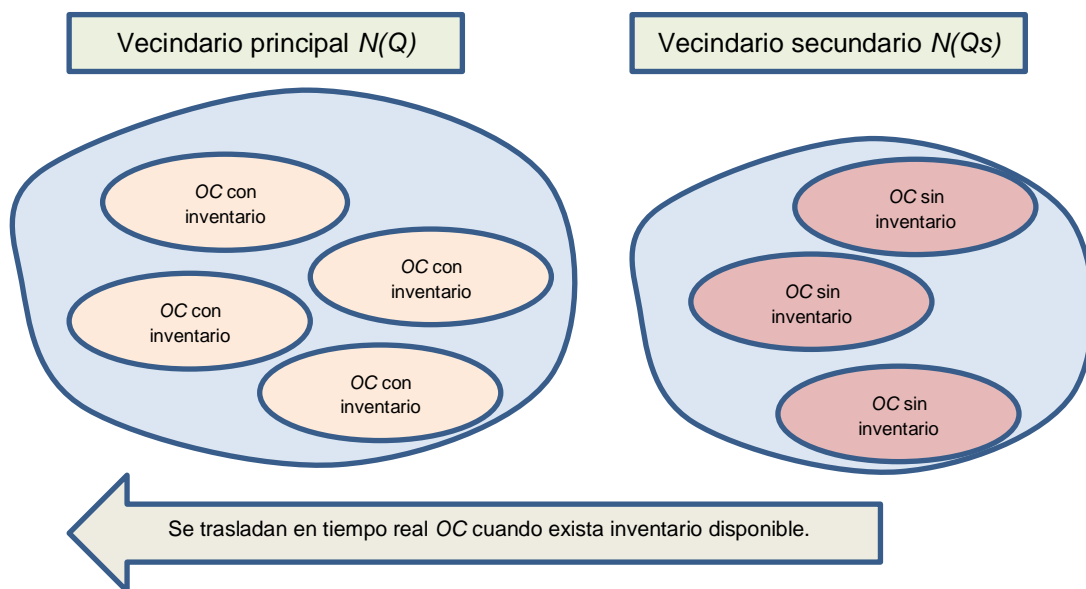 Vecindario principal N(Q)
Vecindario secundario N(Qs)
OC con
inventario
OC con
inventario
OC con
inventario
OC con
inventario
OC sin
inventario
OC sin
inventario
OC sin
inventario
Se trasladan en tiempo real OC cuando exista inventario disponible.